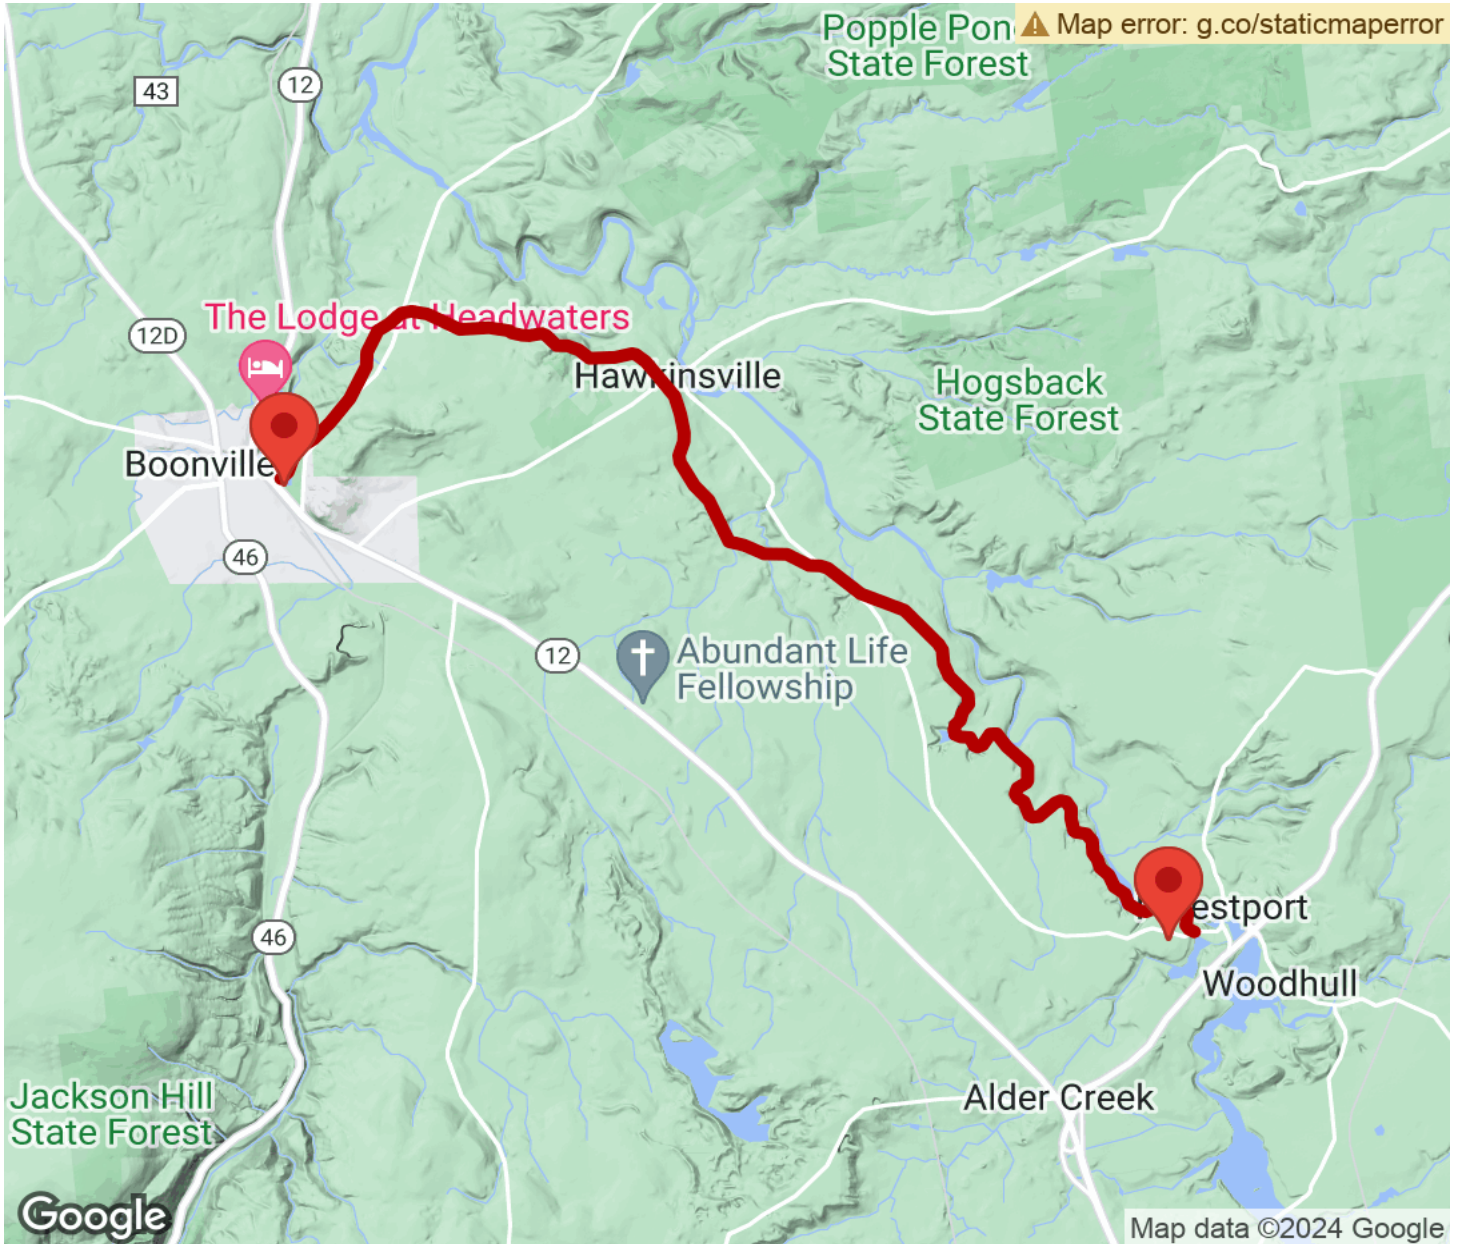 Popple Pon
State Forest
Map error: g.co/staticmaperror
43
12
The Lodge at Headwaters
12D
Hawkinsville
Hogsback
State Forest
Boonville
46
12
Abundant Life
Fellowship
estport
46
Woodhull
Jackson Hill
State Forest
Alder Creek
Google
Map data ©2024 Google